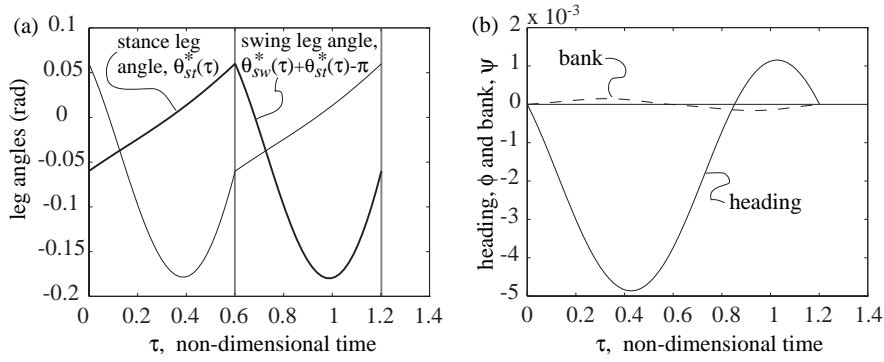 (a)
0.1
0.05
0
-0.05
-0.1
-0.15
-0.2
leg angles (rad)
stance leg
angle, θ*st(τ)
swing leg angle,
θ*sw(τ)+θ*st(τ)-π
0 0.2 0.4 0.6 0.8 1 1.2 1.4
τ, non-dimensional time
(b)
x 10-3
2
1
0
-1
-2
-3
-4
-5
heading, ϕ and bank, ψ
bank
heading
0 0.2 0.4 0.6 0.8 1 1.2 1.4
τ, non-dimensional time